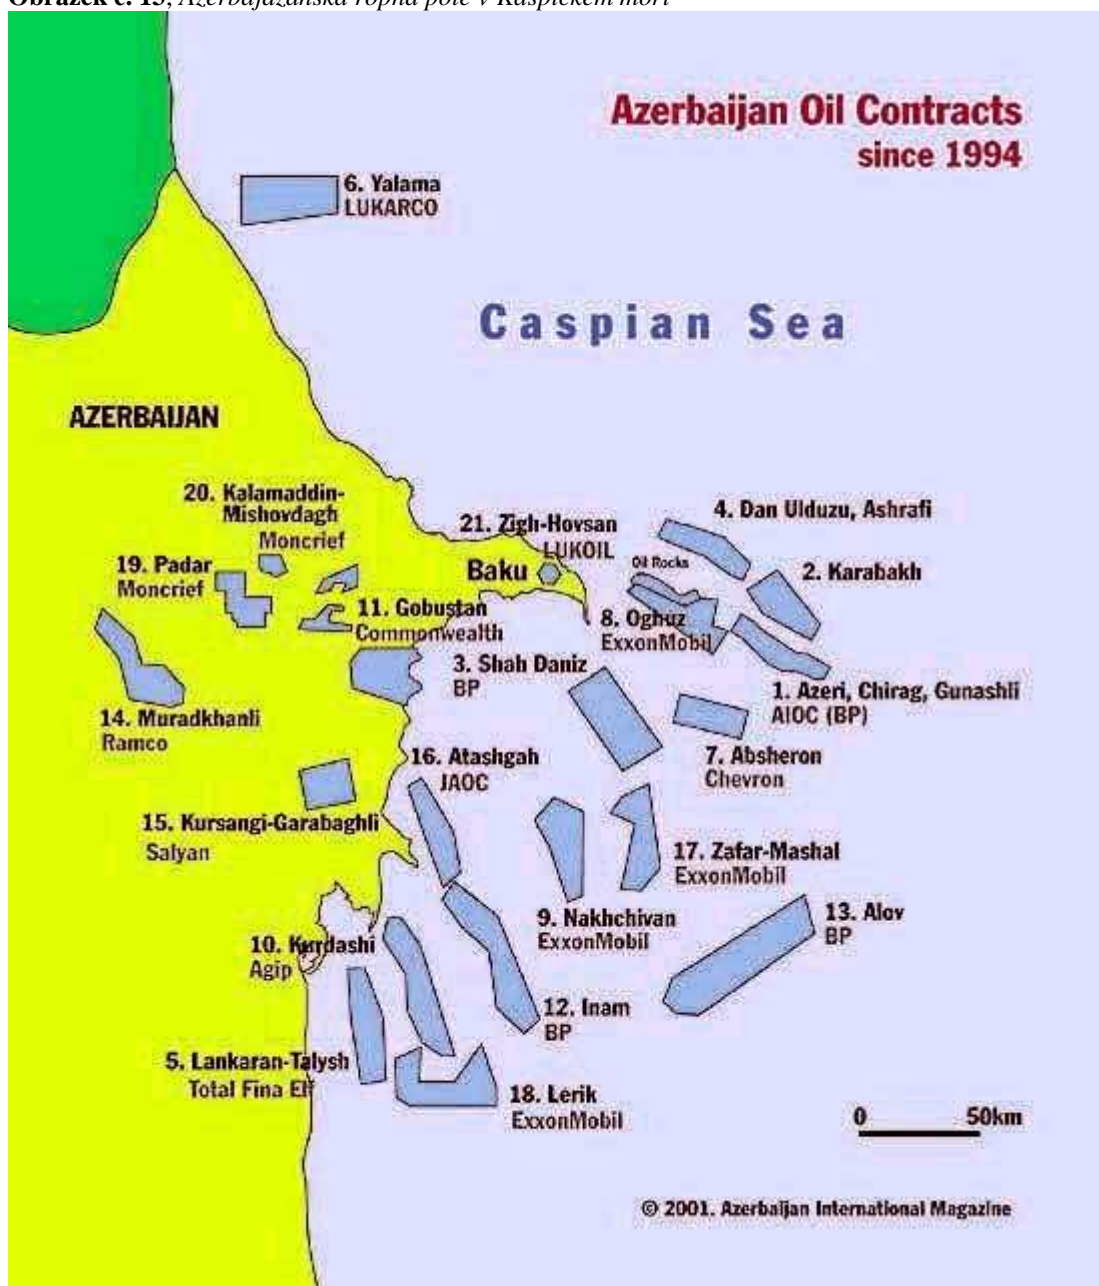 Obrázek č. 13, Ázerbájdžánská ropná pole v Kaspickém moři
Azerbaijan Oil Contracts
since 1994
6. Yalama
LUKARCO
Caspian Sea
AZERBAIJAN
20. Kalamaddin-
Mishovdagh
Moncrief
21. Zigh-Hovsan
LUKOIL
4. Dan Ulduzu, Ashrafi
19. Padar
Moncrief
Baku
Oil Rocks
2. Karabakh
11. Gobustan
Commonwealth
8. Oghuz
ExxonMobil
3. Shah Daniz
BP
1. Azeri, Chirag, Gunashli
AIOC (BP)
14. Muradkhanli
Ramco
16. Atashgah
JAOC
7. Absheron
Chevron
15. Kursangi-Garabaghli
Salyan
17. Zafar-Mashal
ExxonMobil
9. Nakhchivan
ExxonMobil
13. Alov
BP
10. Kurdashi
Agip
12. Inam
BP
5. Lankaran-Talysh
Total Fina Elf
18. Lerik
ExxonMobil
0 50km
© 2001. Azerbaijan International Magazine